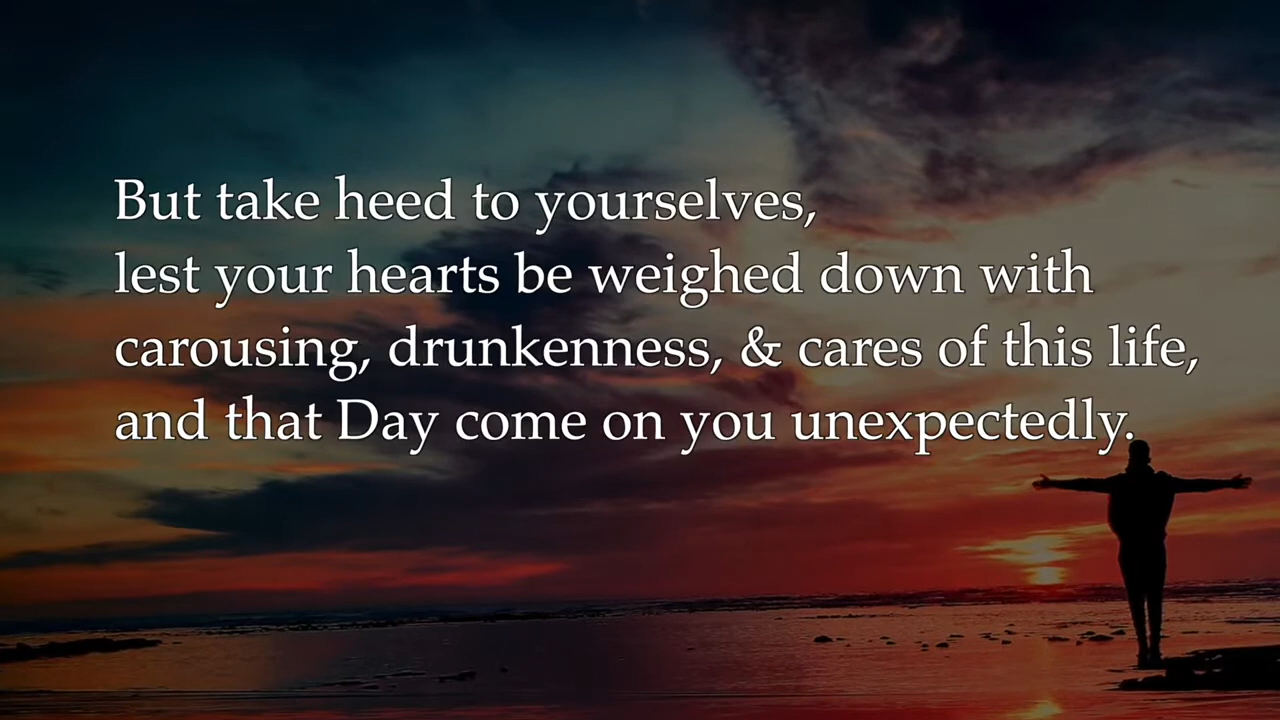 But take heed to yourselves,
lest your hearts be weighed down with
carousing, drunkenness, & cares of this life,
and that Day come on you unexpectedly.